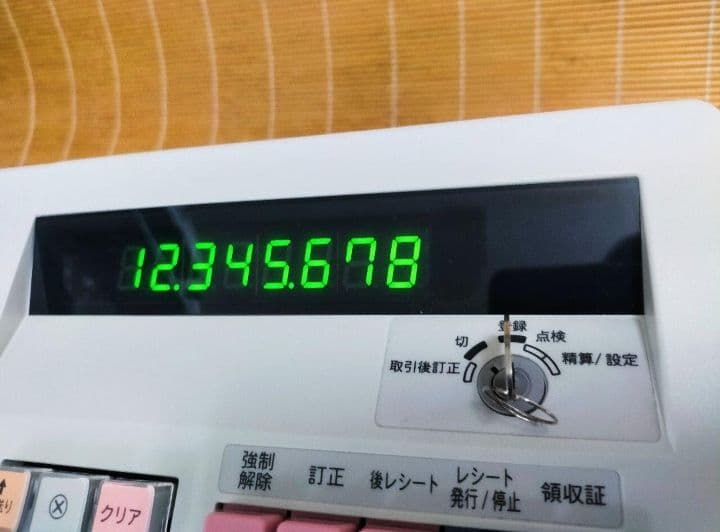 12.345.678
登録
切
点検
取引後訂正
精算/設定
強制
解除
訂正
後レシート
レシート
発行/停止
領収証
↑
送り
⊗
クリア